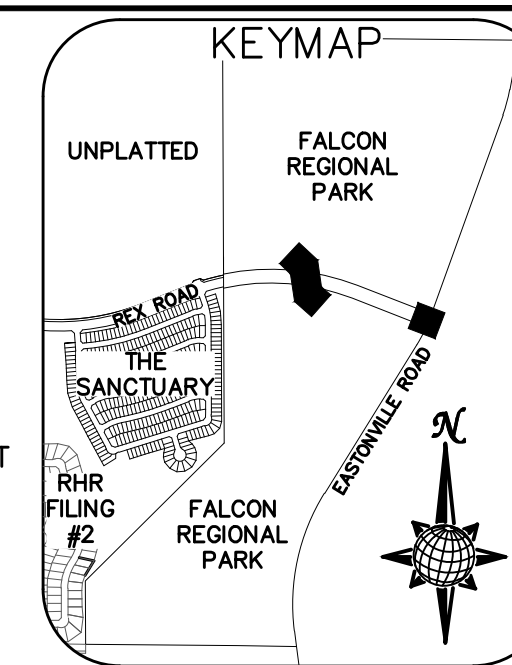 KEYMAP
UNPLATTED
FALCON
REGIONAL
PARK
REX ROAD
THE
SANCTUARY
EASTONVILLE ROAD
N
T
RHR
FILING
#2
FALCON
REGIONAL
PARK